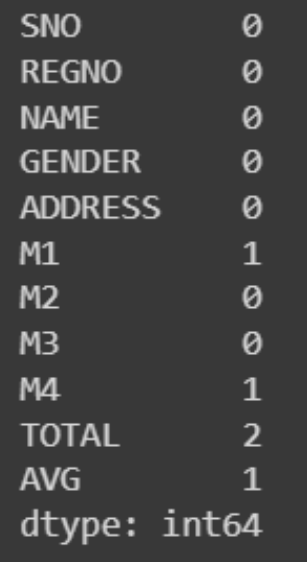 SNO 0
REGNO 0
NAME 0
GENDER 0
ADDRESS 0
M1 1
M2 0
M3 0
M4 1
TOTAL 2
AVG 1
dtype: int64